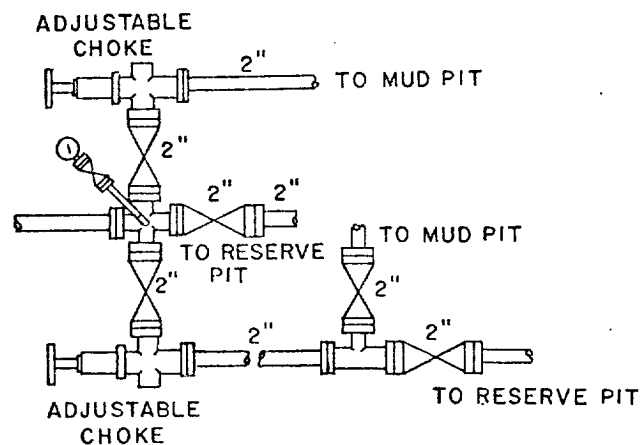 ADJUSTABLE
CHOKE
2"
TO MUD PIT
2"
2" 2"
TO MUD PIT
TO RESERVE
PIT
2"
2"
2"
2"
TO RESERVE PIT
ADJUSTABLE
CHOKE